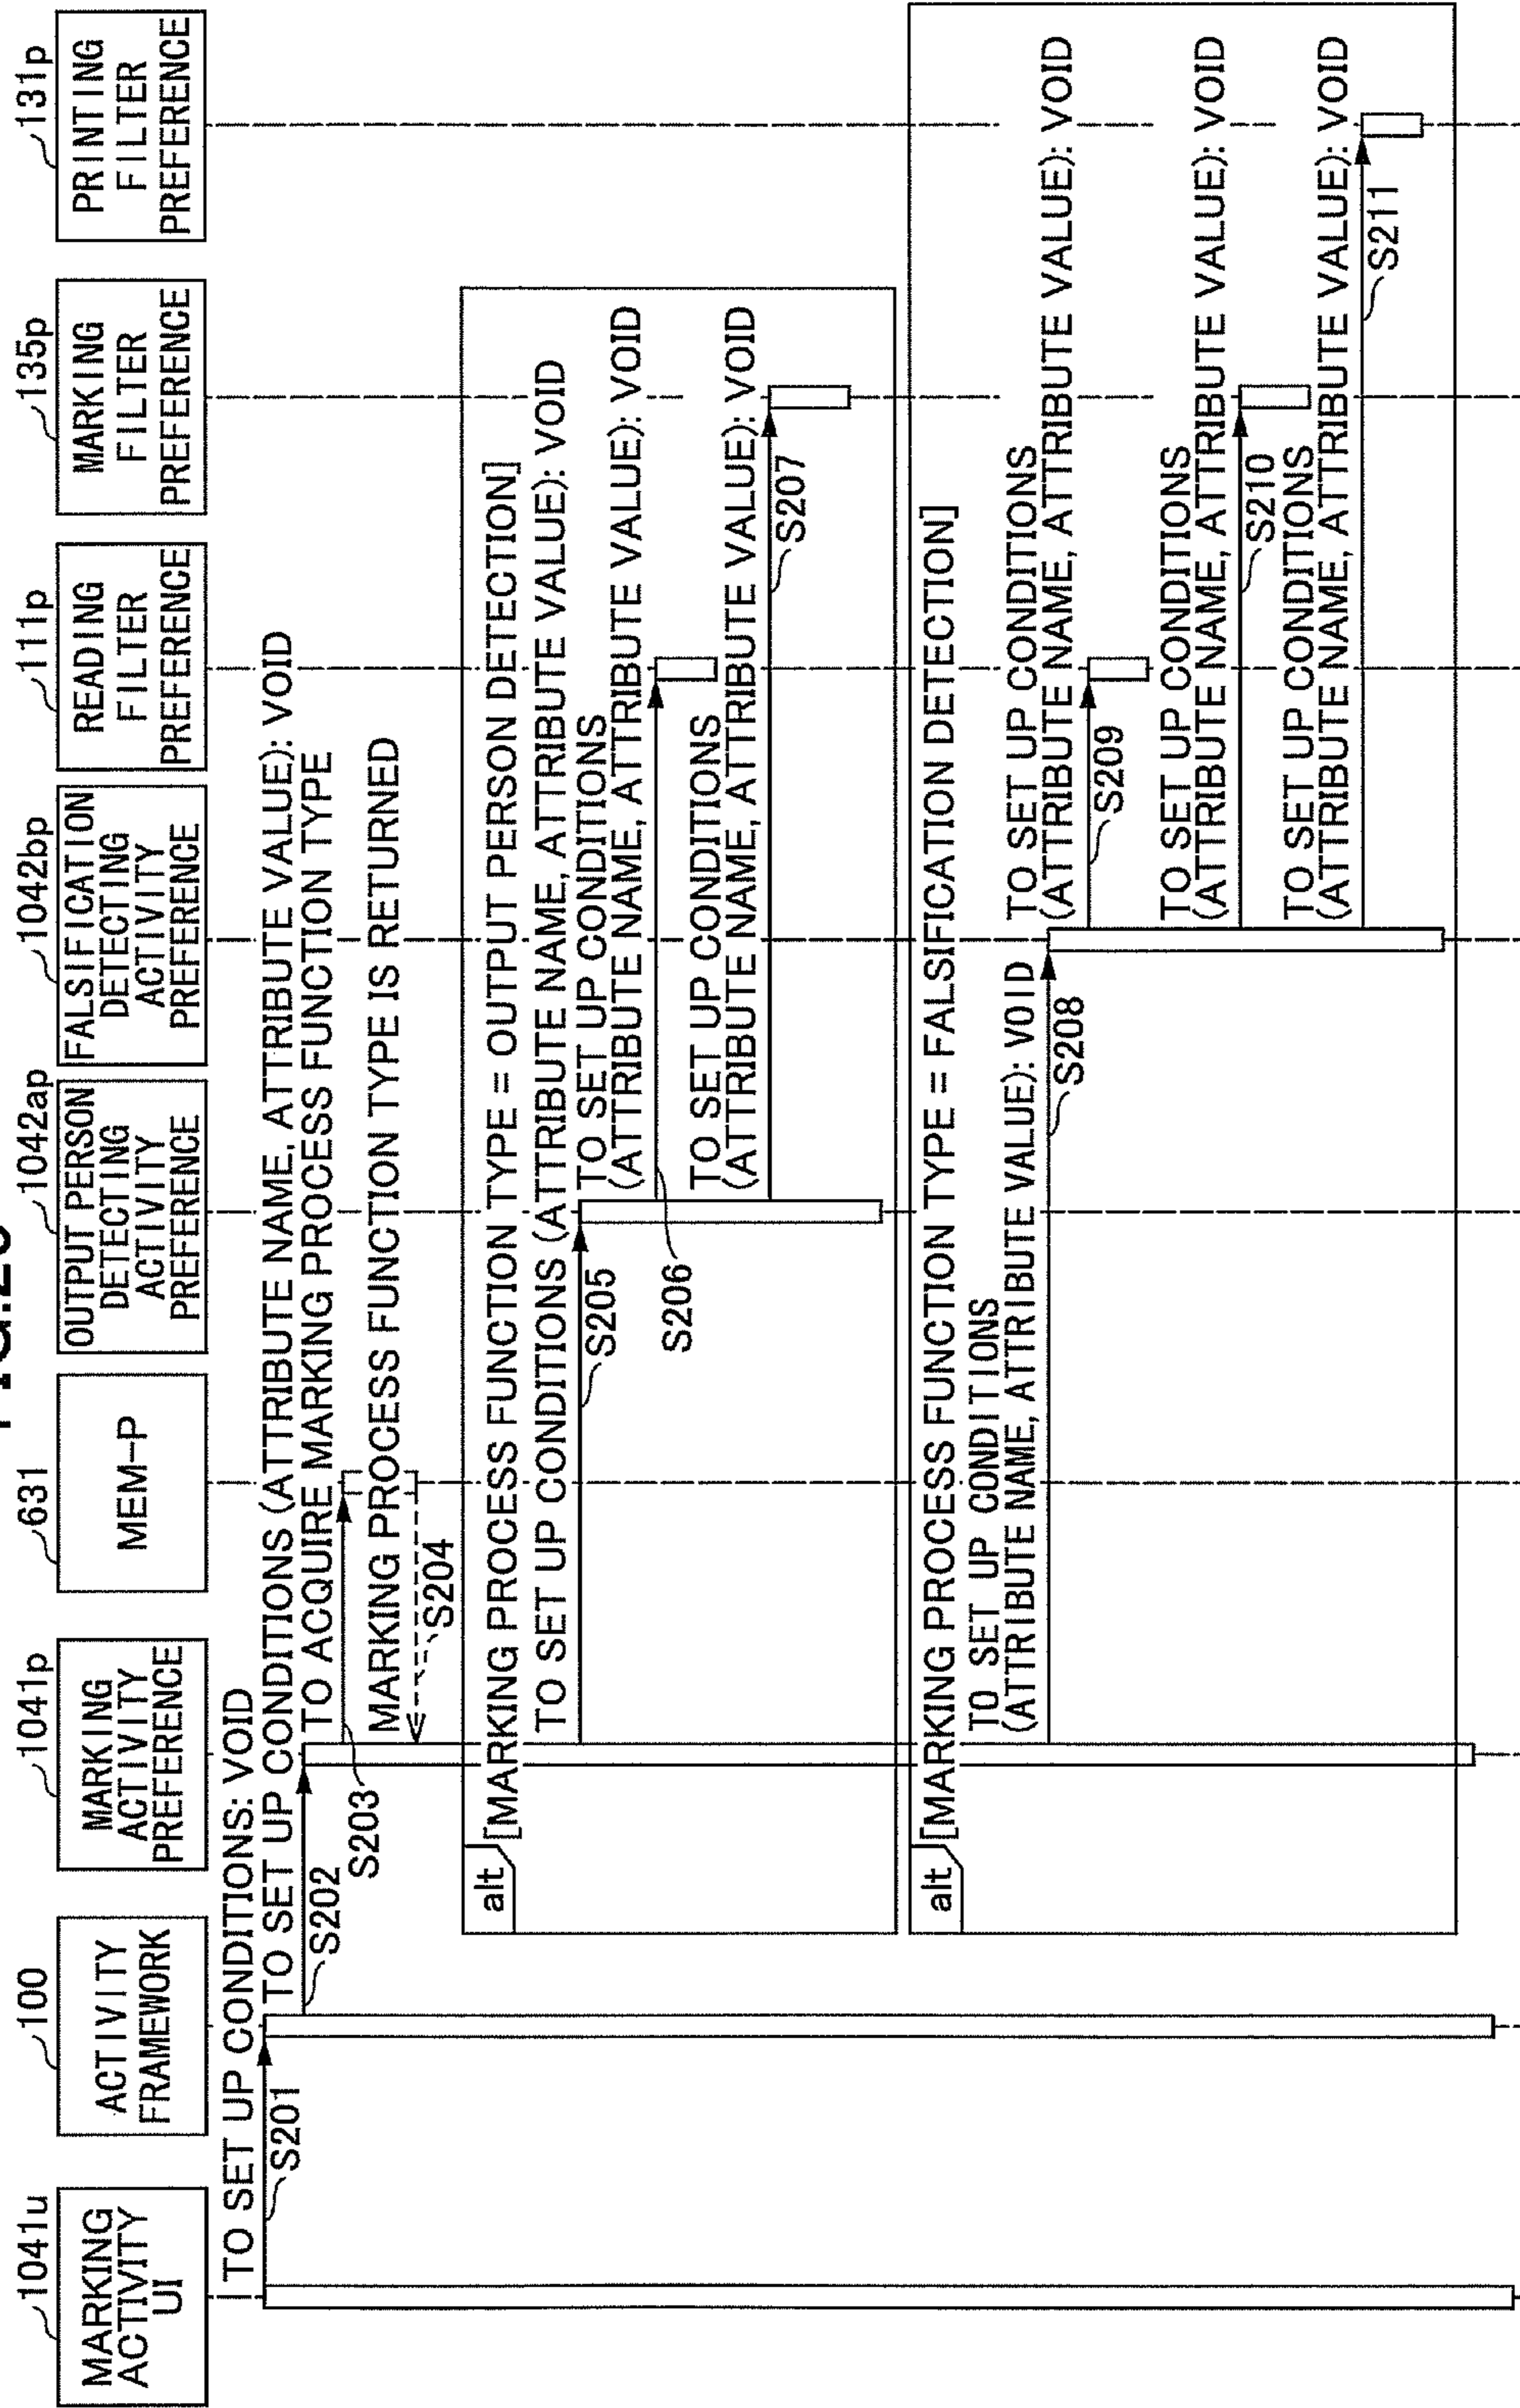 1041u
MARKING
ACTIVITY
UI
100
ACTIVITY
FRAMEWORK
1041p
MARKING
ACTIVITY
PREFERENCE
631
MEM-P
1042ap
OUTPUT PERSON
DETECTING
ACTIVITY
PREFERENCE
1042bp
FALSIFICATION
DETECTING
ACTIVITY
PREFERENCE
111p
READING
FILTER
PREFERENCE
135p
MARKING
FILTER
PREFERENCE
131p
PRINTING
FILTER
PREFERENCE
TO SET UP CONDITIONS: VOID
S201
TO SET UP CONDITIONS (ATTRIBUTE NAME, ATTRIBUTE VALUE): VOID
S202
TO ACQUIRE MARKING PROCESS FUNCTION TYPE
S203
MARKING PROCESS FUNCTION TYPE IS RETURNED
S204
alt
[MARKING PROCESS FUNCTION TYPE = OUTPUT PERSON DETECTION]
TO SET UP CONDITIONS (ATTRIBUTE NAME, ATTRIBUTE VALUE): VOID
S205
TO SET UP CONDITIONS
(ATTRIBUTE NAME, ATTRIBUTE VALUE): VOID
S206
TO SET UP CONDITIONS
(ATTRIBUTE NAME, ATTRIBUTE VALUE): VOID
S207
alt
[MARKING PROCESS FUNCTION TYPE = FALSIFICATION DETECTION]
TO SET UP CONDITIONS
(ATTRIBUTE NAME, ATTRIBUTE VALUE): VOID
S208
TO SET UP CONDITIONS
(ATTRIBUTE NAME, ATTRIBUTE VALUE): VOID
S209
TO SET UP CONDITIONS
(ATTRIBUTE NAME, ATTRIBUTE VALUE): VOID
S210
TO SET UP CONDITIONS
(ATTRIBUTE NAME, ATTRIBUTE VALUE): VOID
S211